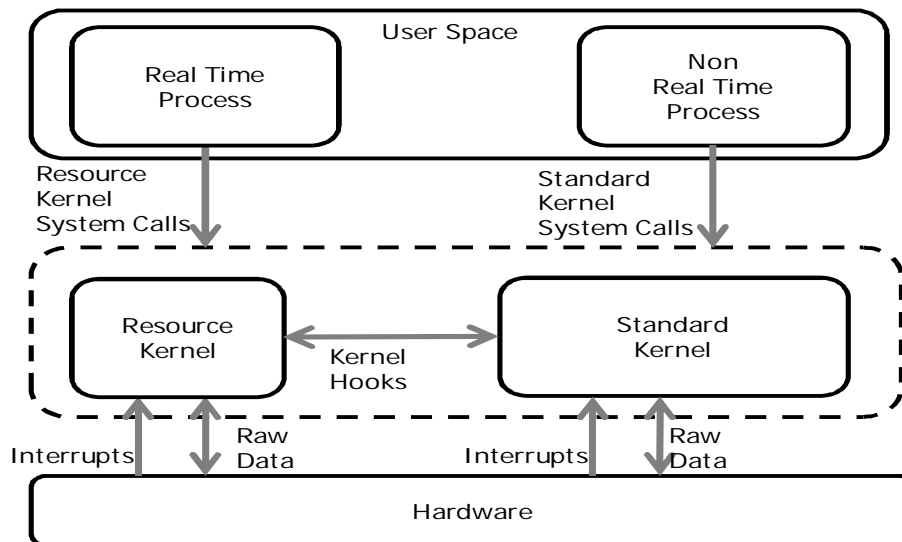 User Space
Real Time
Process
Non
Real Time
Process
Resource
Kernel
System Calls
Standard
Kernel
System Calls
Resource
Kernel
Kernel
Hooks
Standard
Kernel
Interrupts
Raw
Data
Interrupts
Raw
Data
Hardware